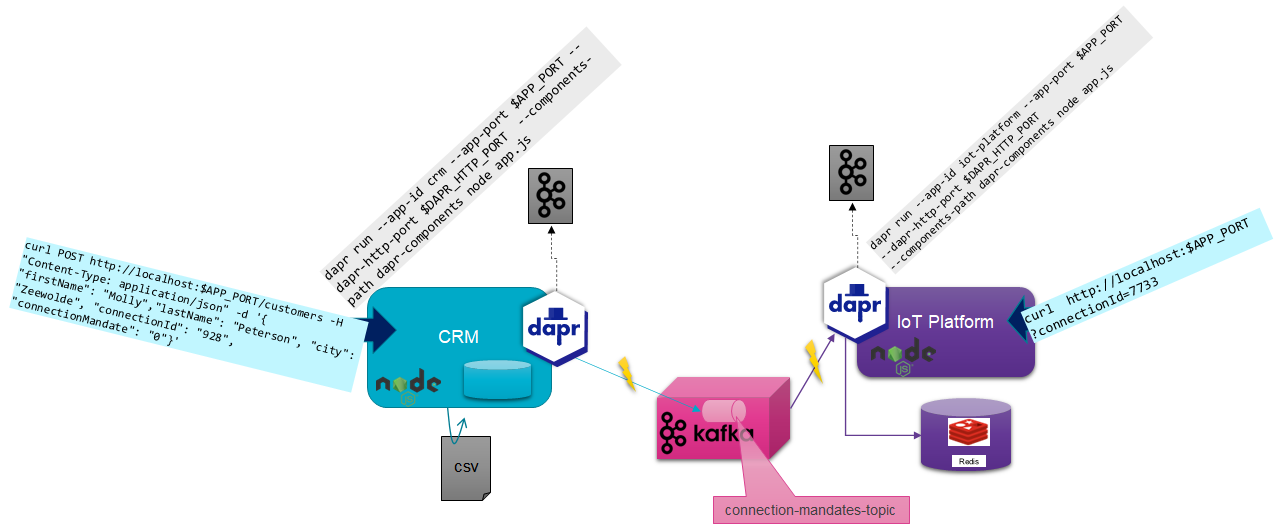 dapr run --app-id crm --app-port $APP_PORT --
dapr-http-port $DAPR_HTTP_PORT --components-
path dapr-components node app.js
dapr run --app-id iot-platform --app-port $APP_PORT
--dapr-http-port $DAPR_HTTP_PORT
--components-path dapr-components node app.js
curl POST http://localhost:$APP_PORT/customers -H
"Content-Type: application/json" -d '{
"firstName": "Molly","lastName": "Peterson", "city":
"Zeewolde", "connectionId": "928",
"connectionMandate": "0"}'
curl http://localhost:$APP_PORT
?connectionId=7733
CRM
dapr
node
JS
dapr
IoT Platform
node
JS
kafka
CSV
Redis
connection-mandates-topic